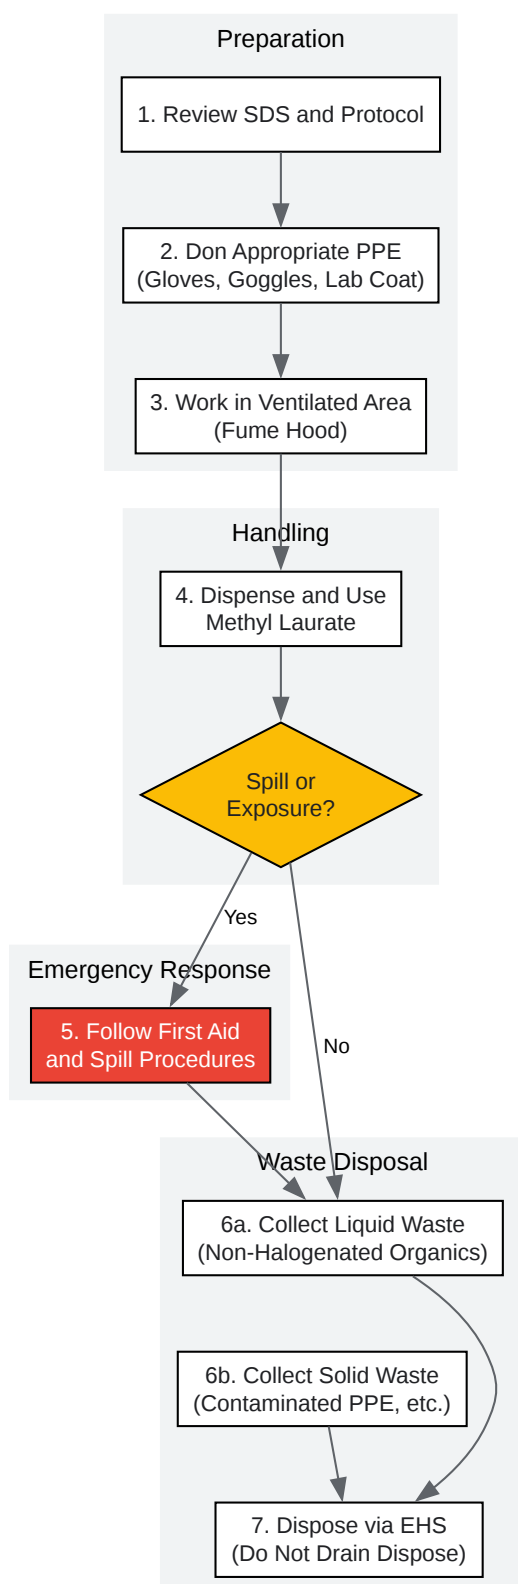 Preparation
1. Review SDS and Protocol
2. Don Appropriate PPE
(Gloves, Goggles, Lab Coat)
3. Work in Ventilated Area
(Fume Hood)
Handling
4. Dispense and Use
Methyl Laurate
Spill or
Exposure?
Yes
Emergency Response
5. Follow First Aid
and Spill Procedures
No
Waste Disposal
6a. Collect Liquid Waste
(Non-Halogenated Organics)
6b. Collect Solid Waste
(Contaminated PPE, etc.)
7. Dispose via EHS
(Do Not Drain Dispose)